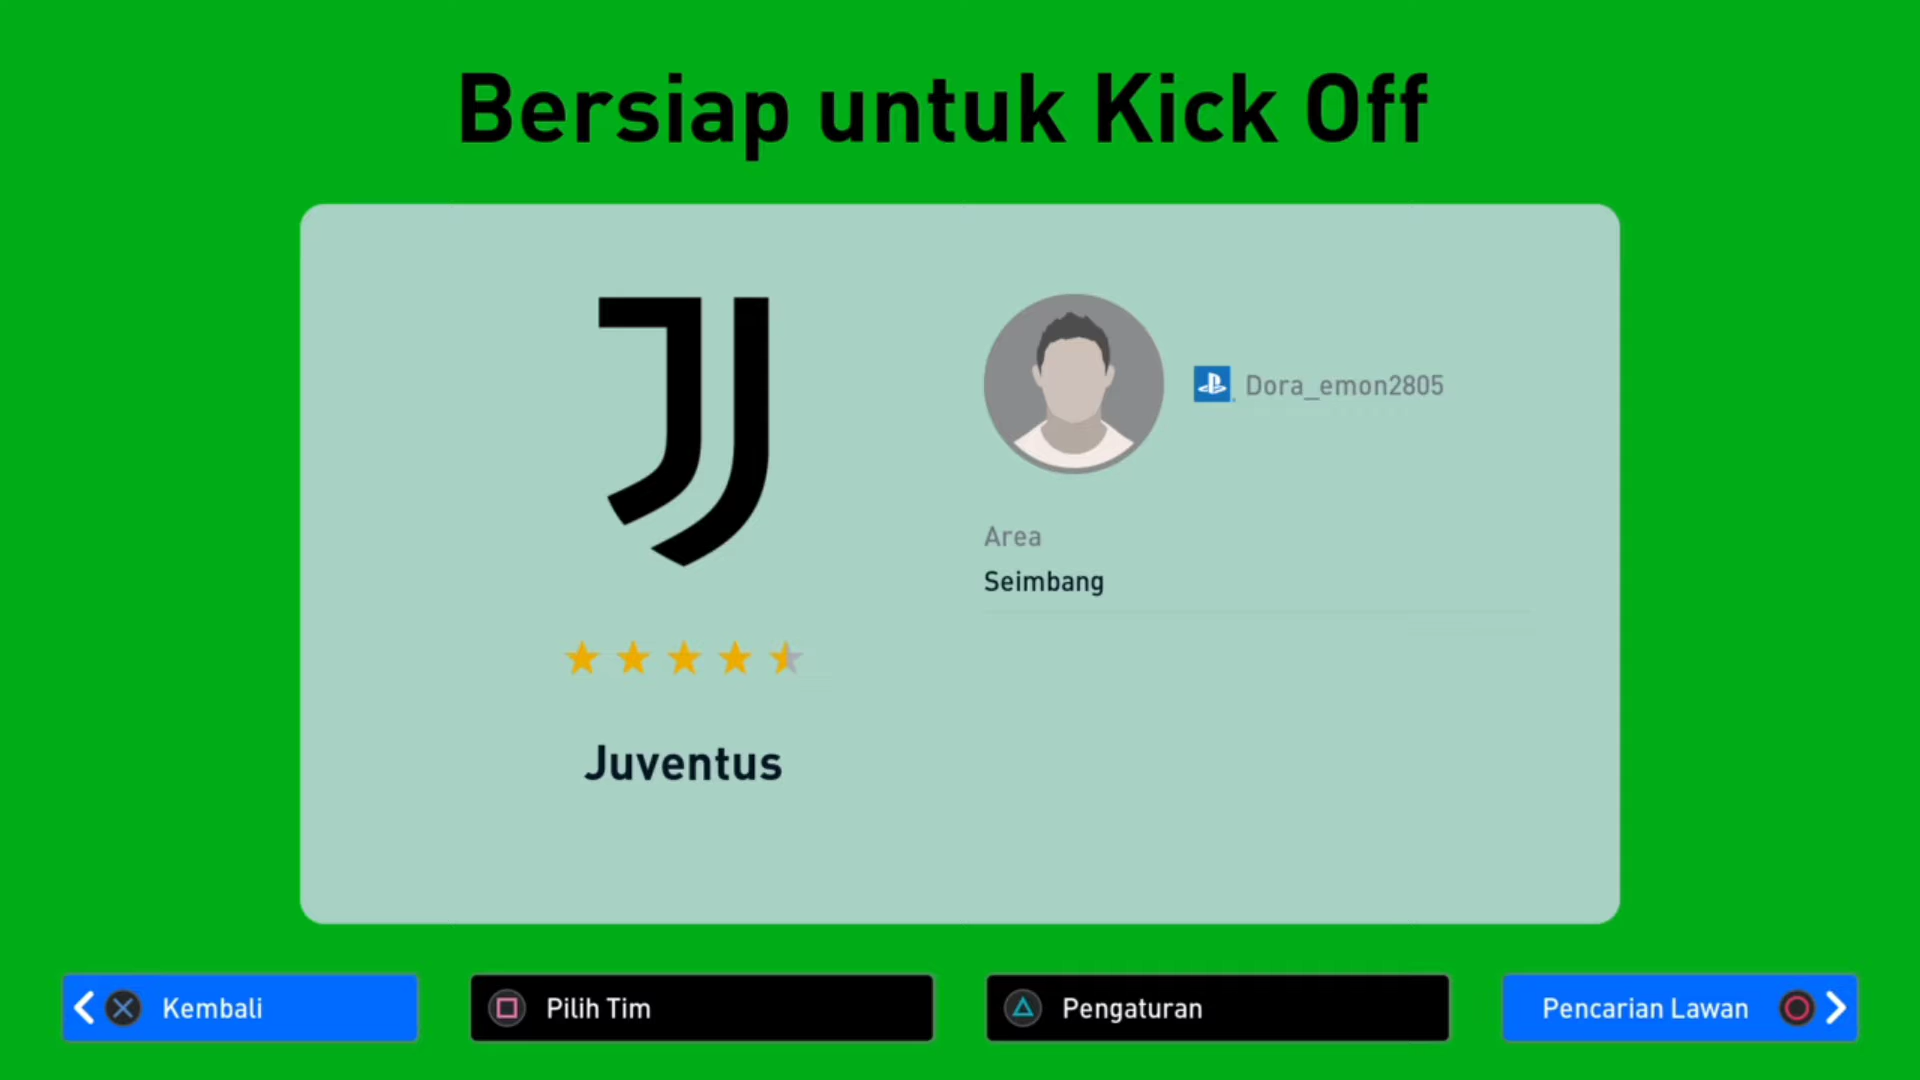 Bersiap untuk Kick Off
Dora_emon2805
Area
Seimbang
Juventus
Kembali
Pilih Tim
Pengaturan
Pencarian Lawan